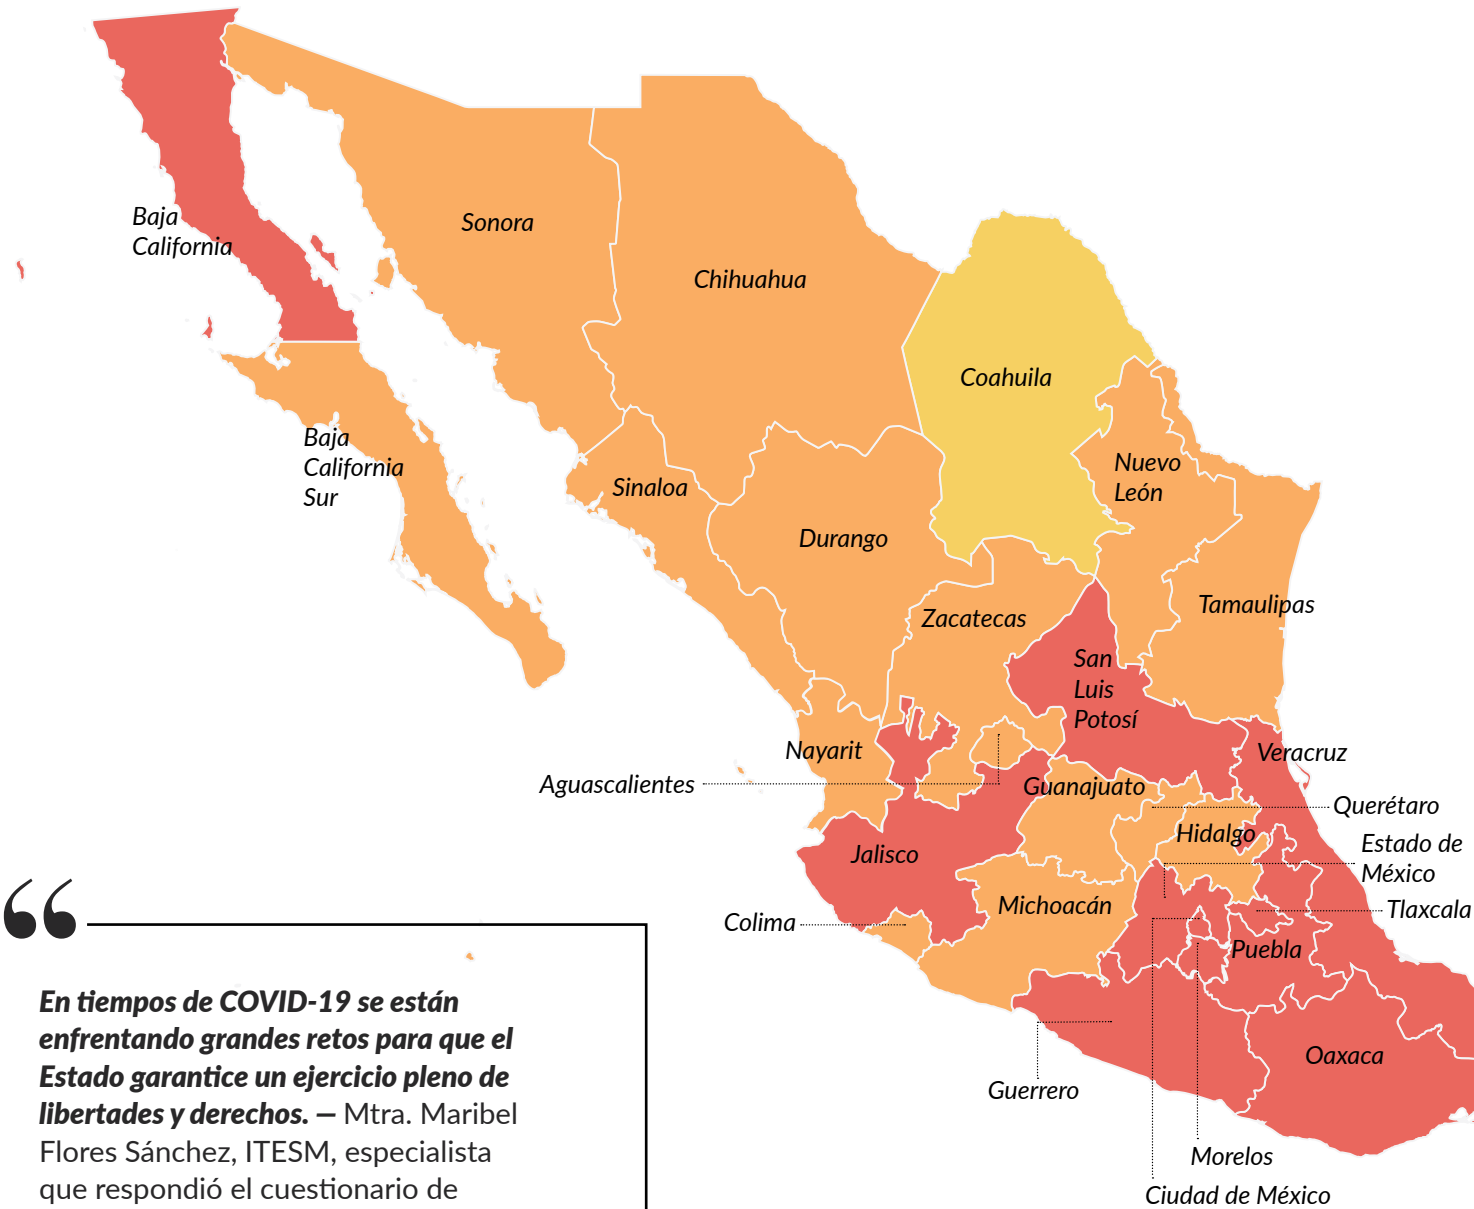 Baja
California
Sonora
Chihuahua
Coahuila
Baja
California
Sur
Sinaloa
Nuevo
León
Durango
Zacatecas
Tamaulipas
San
Luis
Potosí
Nayarit
Veracruz
Aguascalientes
Guanajuato
Querétaro
Hidalgo
Estado de
México
Jalisco
Michoacán
Tlaxcala
Colima
Puebla
Oaxaca
Guerrero
Morelos
Ciudad de México
“
En tiempos de COVID-19 se están
enfrentando grandes retos para que el
Estado garantice un ejercicio pleno de
libertades y derechos. — Mtra. Maribel
Flores Sánchez, ITESM, especialista
que respondió el cuestionario de